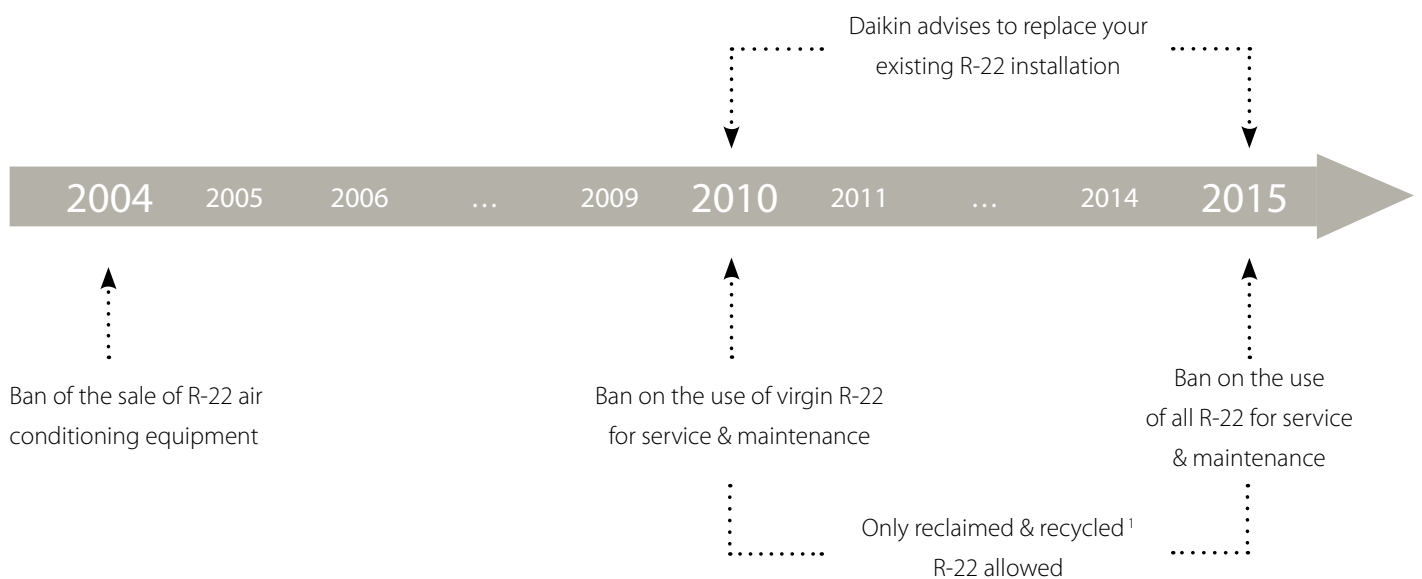 Daikin advises to replace your
existing R-22 installation
2004 2005 2006 ... 2009 2010 2011 ... 2014 2015
Ban of the sale of R-22 air
conditioning equipment
Ban on the use of virgin R-22
for service & maintenance
Ban on the use
of all R-22 for service
& maintenance
Only reclaimed & recycled ¹
R-22 allowed